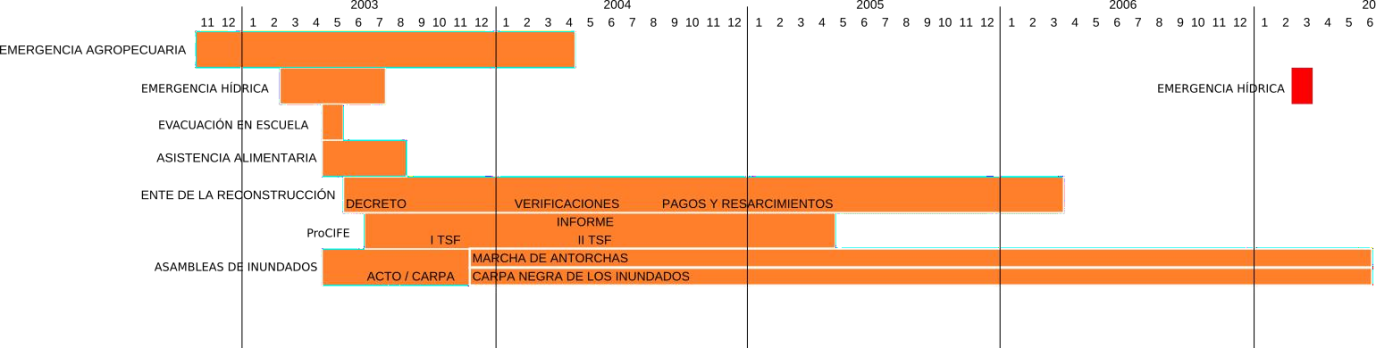 2003 2004 2005 2006 20
11 12 1 2 3 4 5 6 7 8 9 10 11 12 1 2 3 4 5 6 7 8 9 10 11 12 1 2 3 4 5 6 7 8 9 10 11 12 1 2 3 4 5 6 7 8 9 10 11 12 1 2 3 4 5 6
EMERGENCIA AGROPECUARIA
EMERGENCIA HÍDRICA EMERGENCIA HÍDRICA
EVACUACIÓN EN ESCUELA
ASISTENCIA ALIMENTARIA
ENTE DE LA RECONSTRUCCIÓN
DECRETO VERIFICACIONES PAGOS Y RESARCIMIENTOS
INFORME
ProCIFE
I TSF II TSF
MARCHA DE ANTORCHAS
ASAMBLEAS DE INUNDADOS
ACTO / CARPA CARPA NEGRA DE LOS INUNDADOS